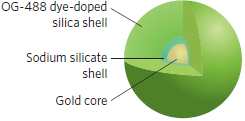 OG-488 dye-doped
silica shell
Sodium silicate
shell
Gold core